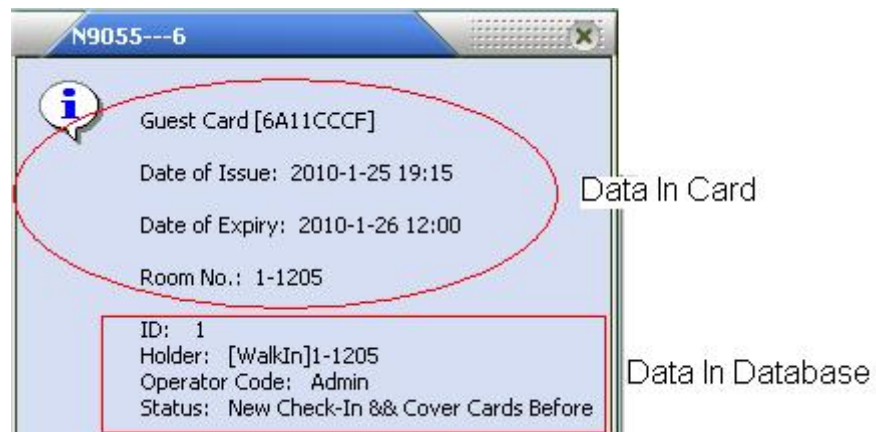 N9055---6
Guest Card [6A11CCCF]
Date of Issue:  2010-1-25 19:15
Data In Card
Date of Expiry:  2010-1-26 12:00
Room No.:  1-1205
ID:  1
Holder:  [WalkIn]1-1205
Operator Code:  Admin
Data In Database
Status:  New Check-In && Cover Cards Before